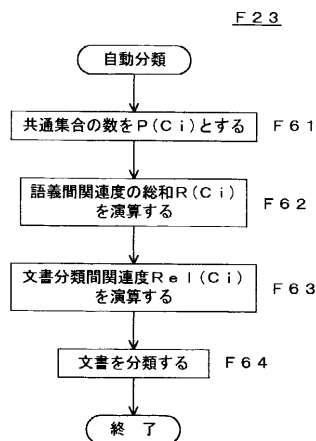 F23
自動分類
共通集合の数をP(Ci)とする F61
語義間関連度の総和R(Ci)
を演算する F62
文書分類間関連度Rel(Ci)
を演算する F63
文書を分類する F64
終 了